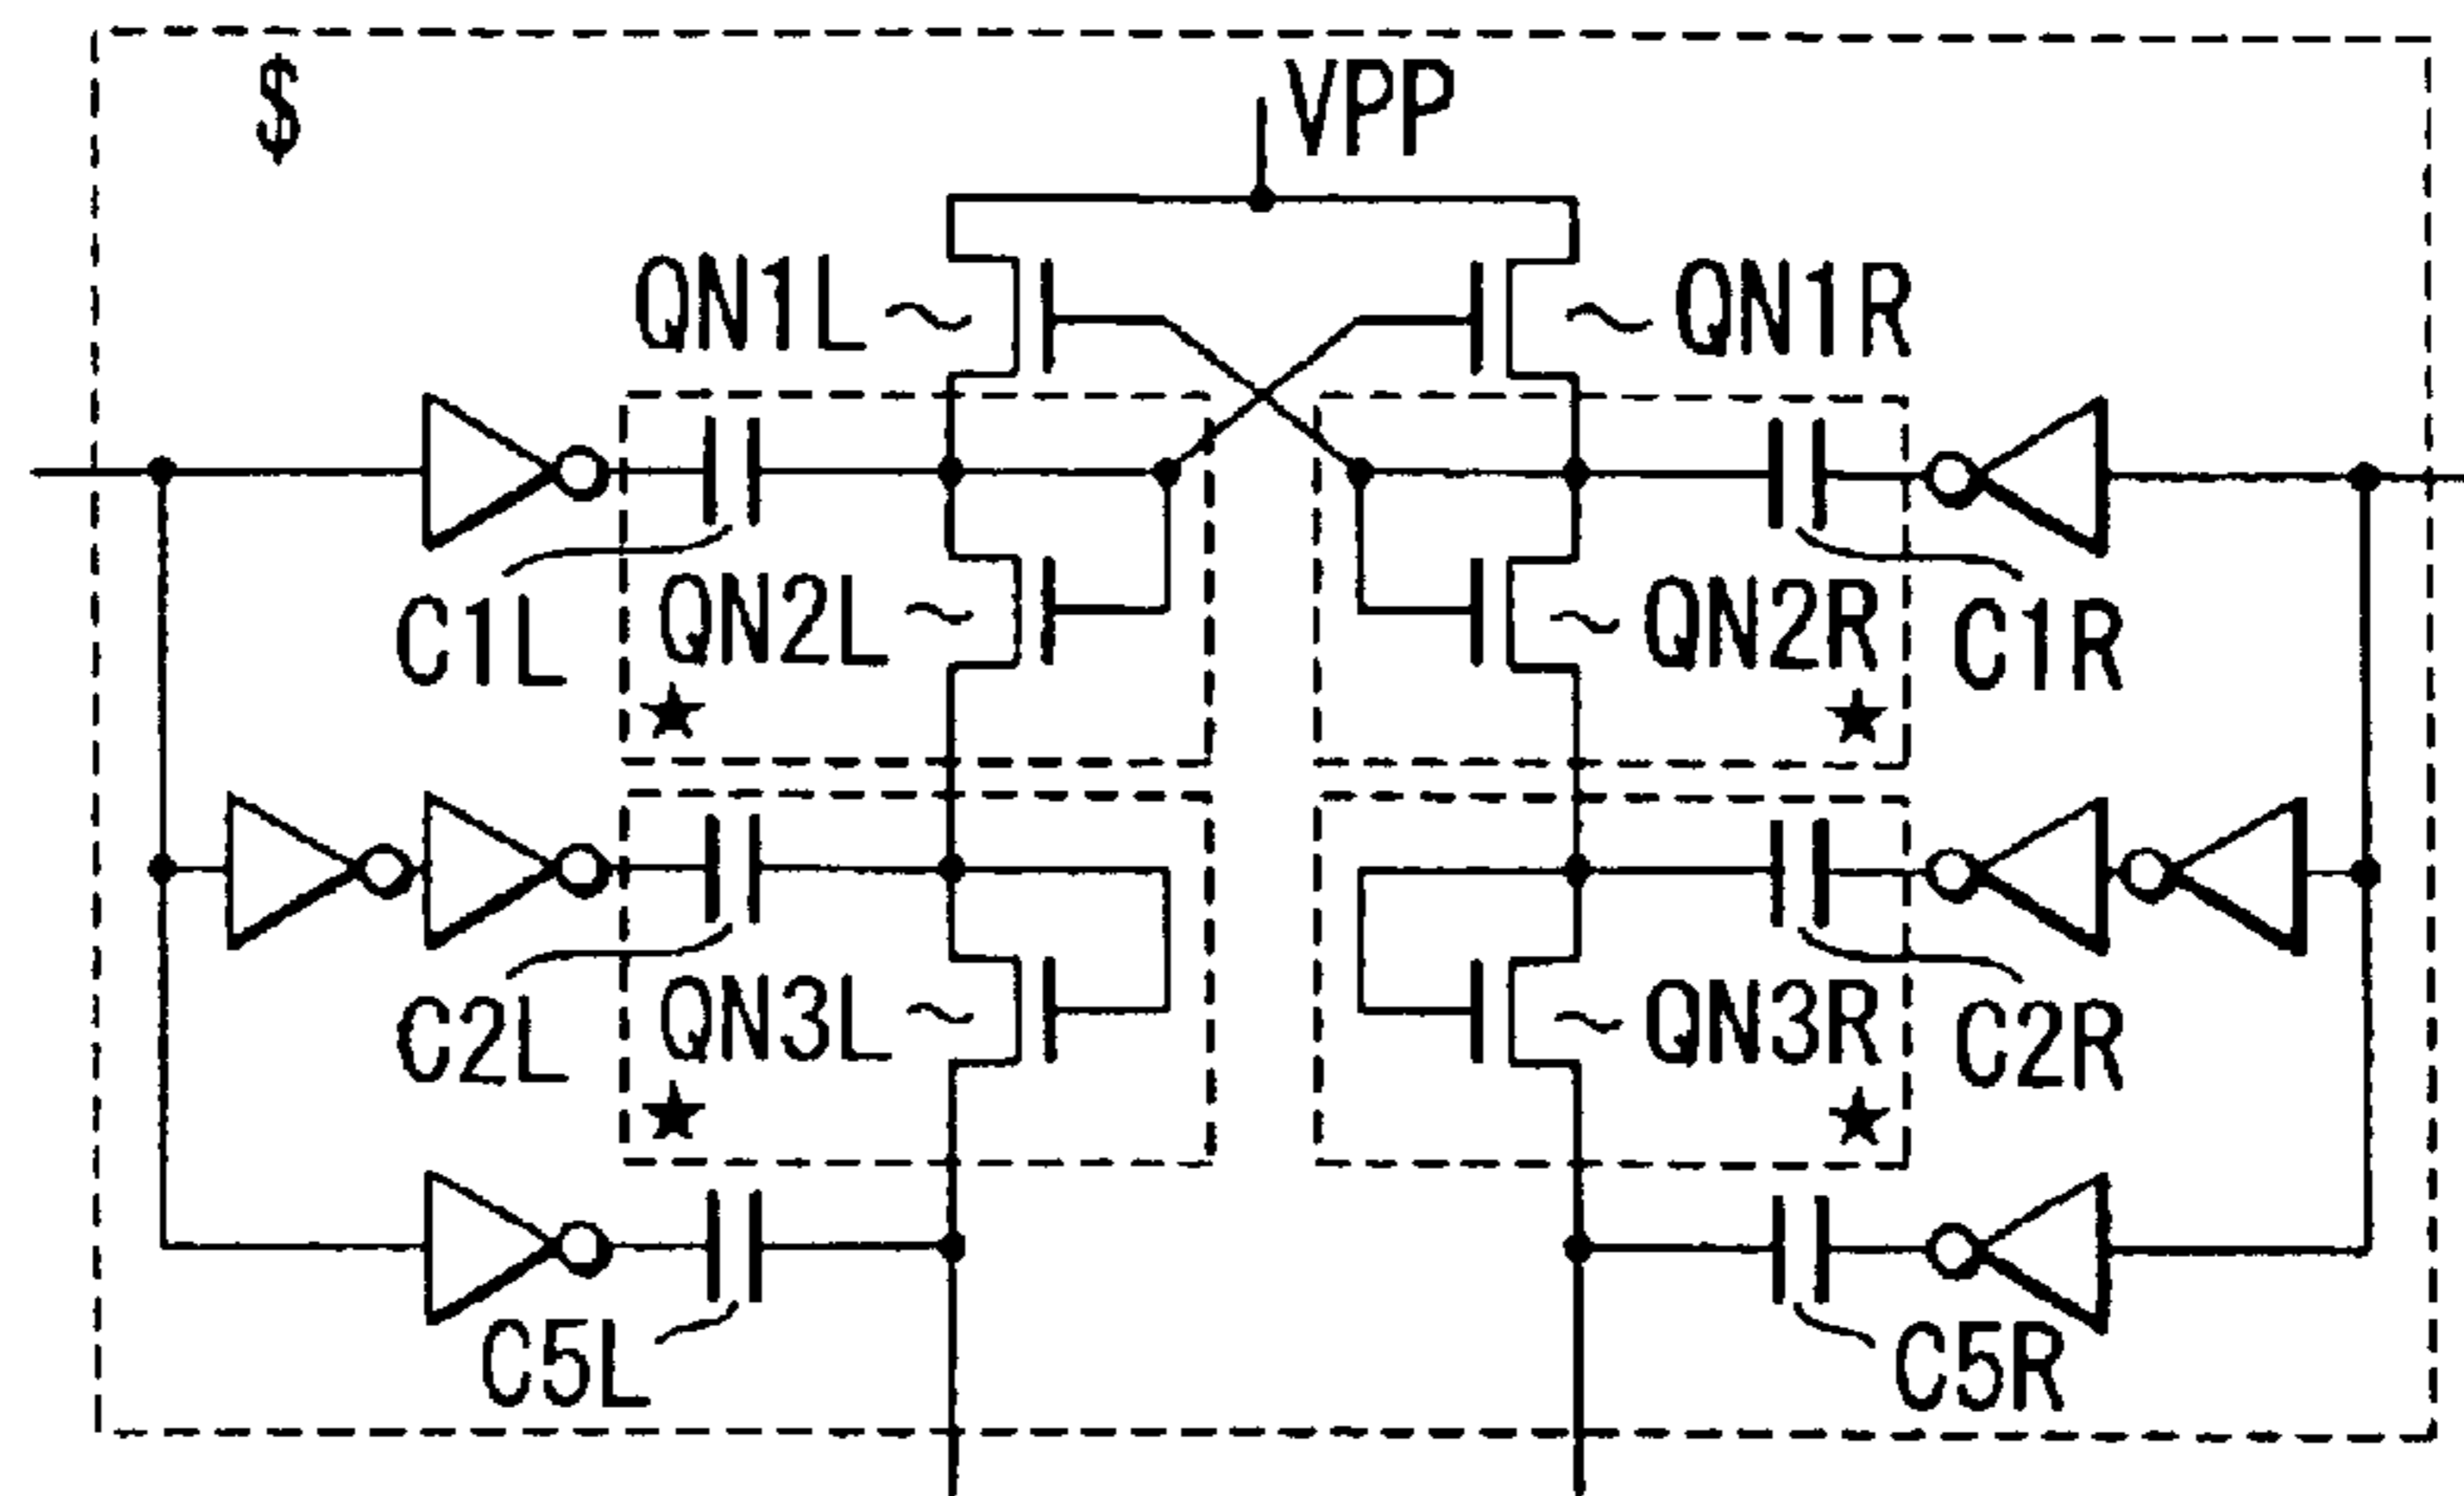 $
VPP
QN1L
QN1R
C1L
QN2L
QN2R
C1R
★
★
C2L
QN3L
QN3R
C2R
★
★
C5L
C5R